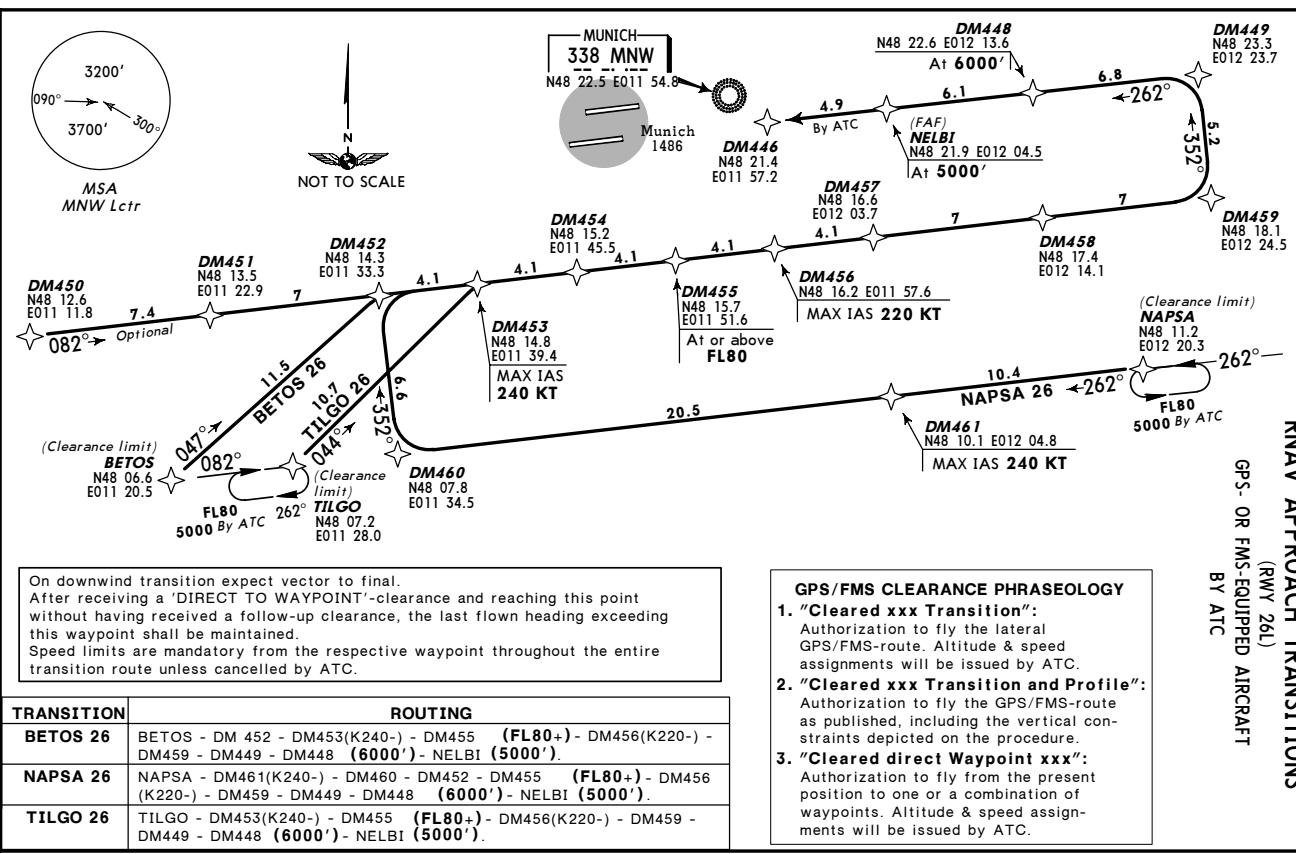 3200'
090°
3700'
300°
MSA
MNW Lctr
N
NOT TO SCALE
MUNICH
338 MNW
N48 22.5 E011 54.8
Munich
1486
DM446
N48 21.4
E011 57.2
4.9
By ATC
(FAF)
NELBI
N48 21.9 E012 04.5
At 5000'
6.1
DM448
N48 22.6 E012 13.6
At 6000'
6.8
262°
DM449
N48 23.3
E012 23.7
5.2
352°
DM459
N48 18.1
E012 24.5
7
DM458
N48 17.4
E012 14.1
7
DM457
N48 16.6
E012 03.7
4.1
DM456
N48 16.2 E011 57.6
MAX IAS 220 KT
4.1
DM455
N48 15.7
E011 51.6
At or above
FL80
4.1
DM454
N48 15.2
E011 45.5
4.1
DM453
N48 14.8
E011 39.4
MAX IAS
240 KT
4.1
DM452
N48 14.3
E011 33.3
7
DM451
N48 13.5
E011 22.9
7.4
Optional
DM450
N48 12.6
E011 11.8
082°
11.5
BETOS 26
047°
(Clearance limit)
BETOS
N48 06.6
E011 20.5
10.7
TILGO 26
044°
082°
262°
FL80
5000 By ATC
(Clearance
limit)
TILGO
N48 07.2
E011 28.0
6.6
352°
DM460
N48 07.8
E011 34.5
20.5
DM461
N48 10.1 E012 04.8
MAX IAS 240 KT
10.4
NAPSA 26
262°
(Clearance limit)
NAPSA
N48 11.2
E012 20.3
262°
FL80
5000 By ATC
RNAV APPROACH TRANSITIONS
(RWY 26L)
GPS- OR FMS-EQUIPPED AIRCRAFT
BY ATC
On downwind transition expect vector to final.
After receiving a 'DIRECT TO WAYPOINT'-clearance and reaching this point
without having received a follow-up clearance, the last flown heading exceeding
this waypoint shall be maintained.
Speed limits are mandatory from the respective waypoint throughout the entire
transition route unless cancelled by ATC.
TRANSITION ROUTING
BETOS 26 BETOS - DM 452 - DM453(K240-) - DM455 (FL80+)- DM456(K220-) -
DM459 - DM449 - DM448 (6000')- NELBI (5000').
NAPSA 26 NAPSA - DM461(K240-) - DM460 - DM452 - DM455 (FL80+)- DM456
(K220-) - DM459 - DM449 - DM448 (6000')- NELBI (5000').
TILGO 26 TILGO - DM453(K240-) - DM455 (FL80+)- DM456(K220-) - DM459 -
DM449 - DM448 (6000')- NELBI (5000').
GPS/FMS CLEARANCE PHRASEOLOGY
1. "Cleared xxx Transition":
Authorization to fly the lateral
GPS/FMS-route. Altitude & speed
assignments will be issued by ATC.
2. "Cleared xxx Transition and Profile":
Authorization to fly the GPS/FMS-route
as published, including the vertical con-
straints depicted on the procedure.
3. "Cleared direct Waypoint xxx":
Authorization to fly from the present
position to one or a combination of
waypoints. Altitude & speed assign-
ments will be issued by ATC.